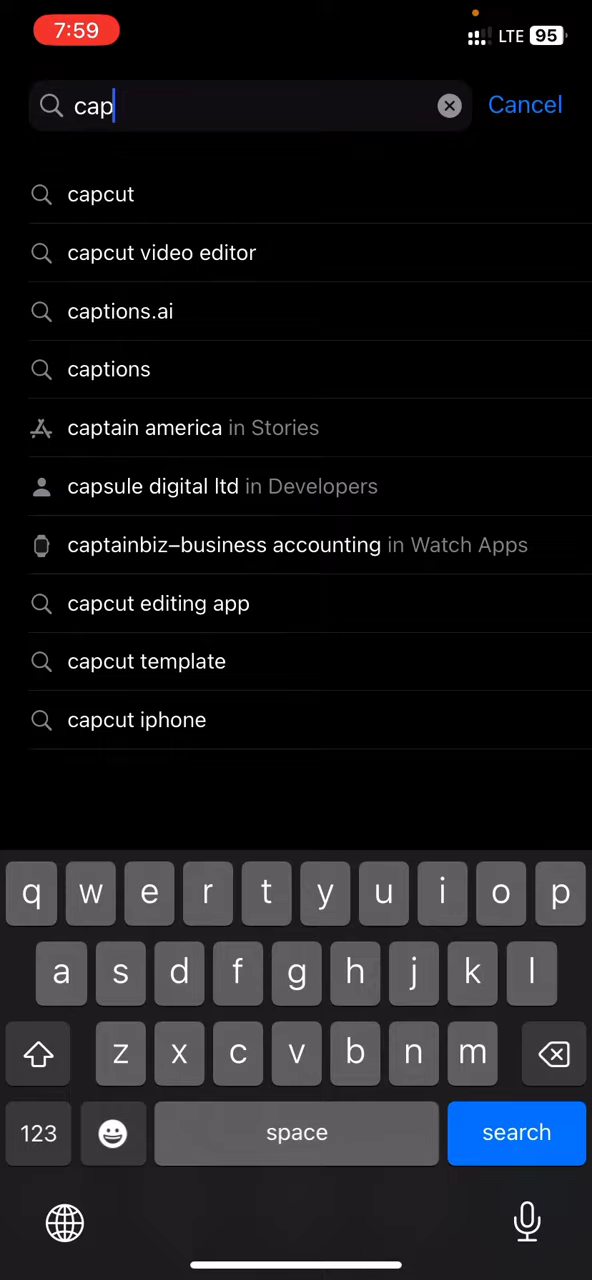 7:59
LTE 95
cap
Cancel
capcut
capcut video editor
captions.ai
captions
captain america in Stories
capsule digital ltd in Developers
captainbiz–business accounting in Watch Apps
capcut editing app
capcut template
capcut iphone
q w e r t y u i o p
a s d f g h j k l
z x c v b n m
123 space search